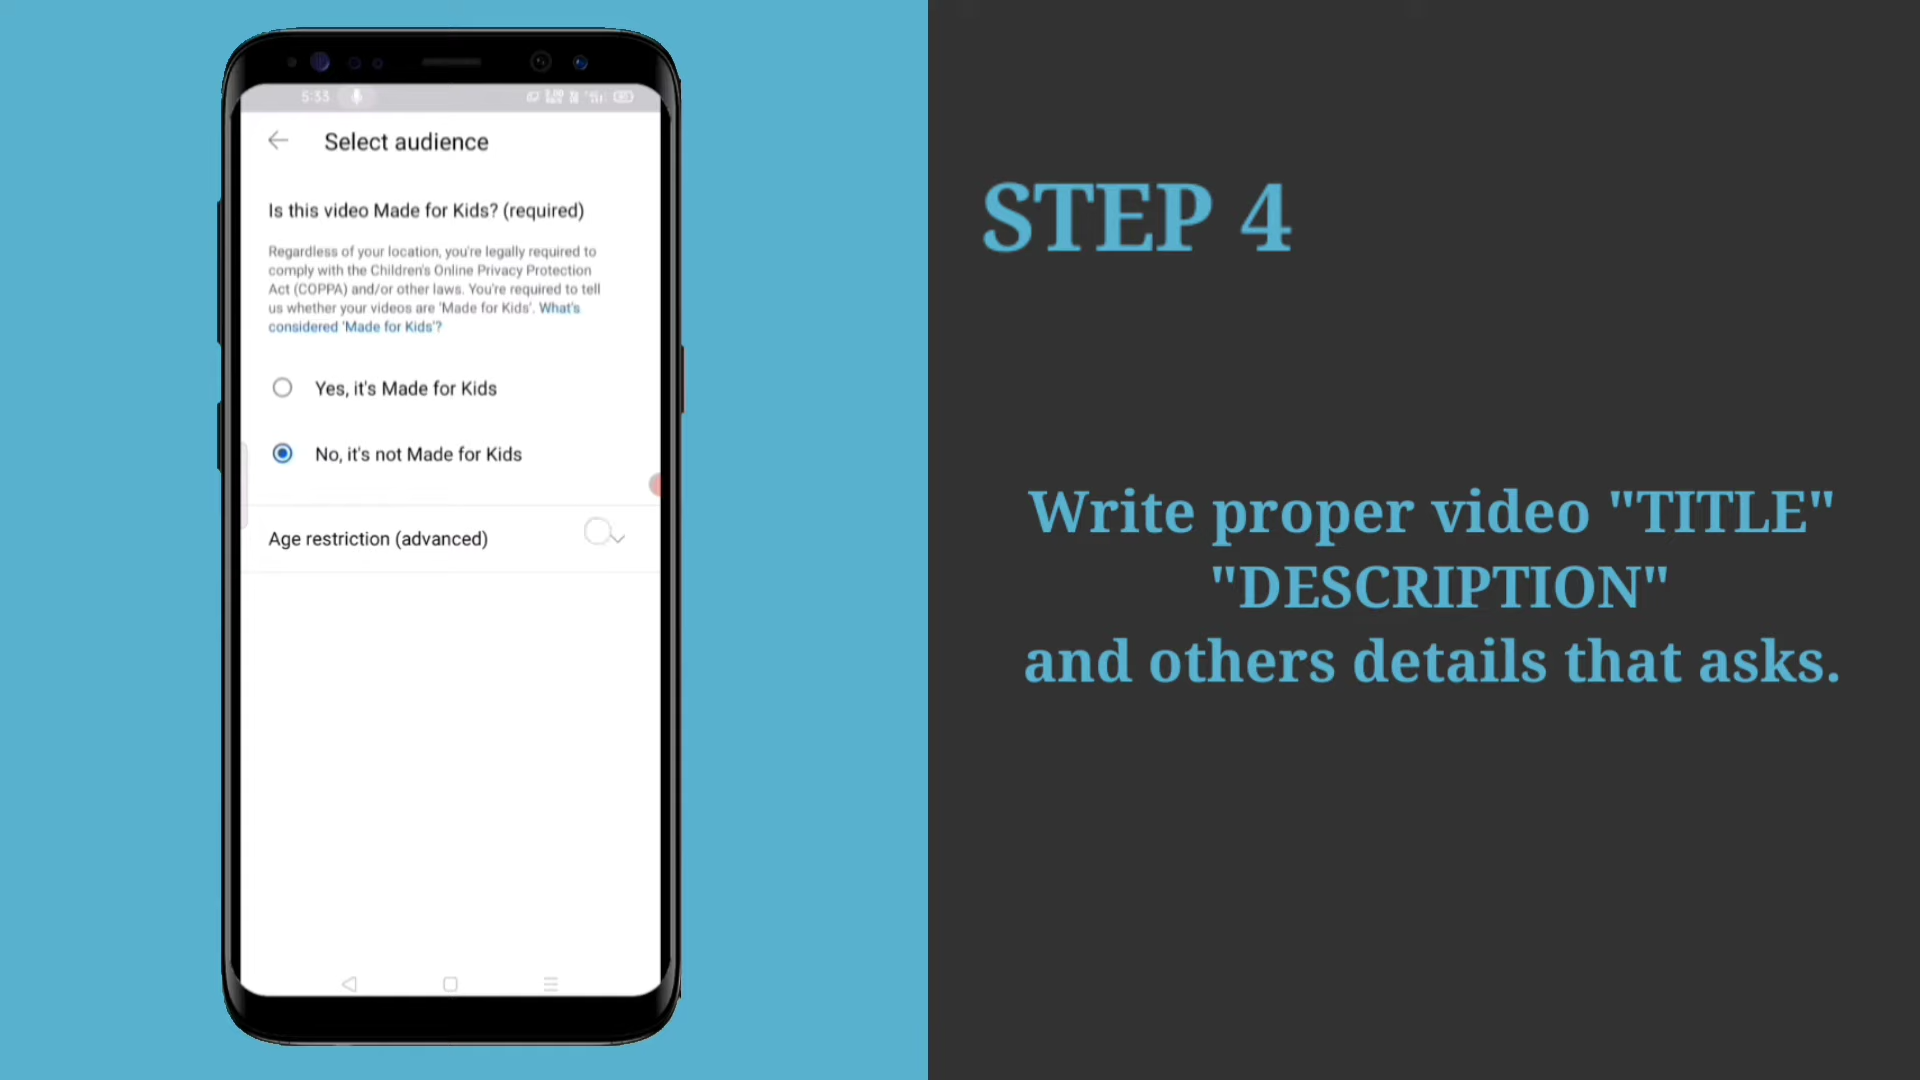 5:33
Select audience
Is this video Made for Kids? (required)
Regardless of your location, you're legally required to
comply with the Children's Online Privacy Protection
Act (COPPA) and/or other laws. You're required to tell
us whether your videos are 'Made for Kids'. What's
considered 'Made for Kids'?
Yes, it's Made for Kids
No, it's not Made for Kids
Age restriction (advanced)
STEP 4
Write proper video "TITLE"
"DESCRIPTION"
and others details that asks.